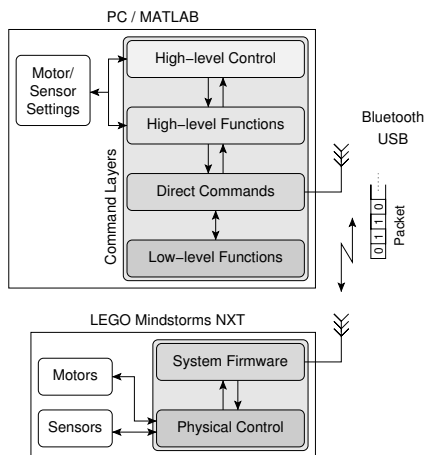 PC / MATLAB
Motor/
Sensor
Settings
High-level Control
High-level Functions
Direct Commands
Low-level Functions
Command Layers
Bluetooth
USB
0 1 1 0
Packet
LEGO Mindstorms NXT
Motors
Sensors
System Firmware
Physical Control